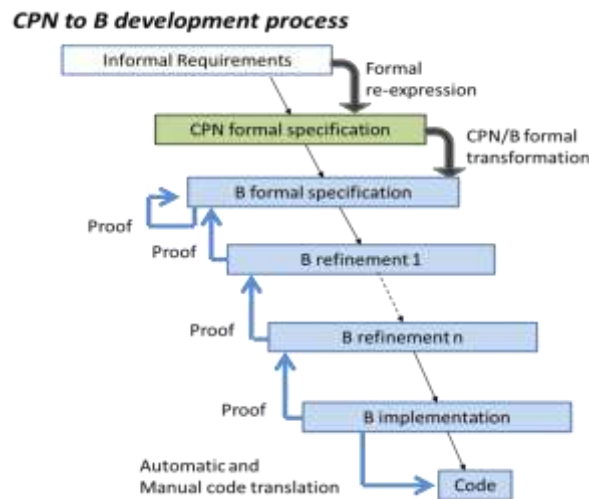 CPN to B development process
Informal Requirements
Formal
re-expression
CPN formal specification
CPN/B formal
transformation
B formal specification
Proof
Proof
B refinement 1
Proof
B refinement n
Proof
B implementation
Automatic and
Manual code translation
Code